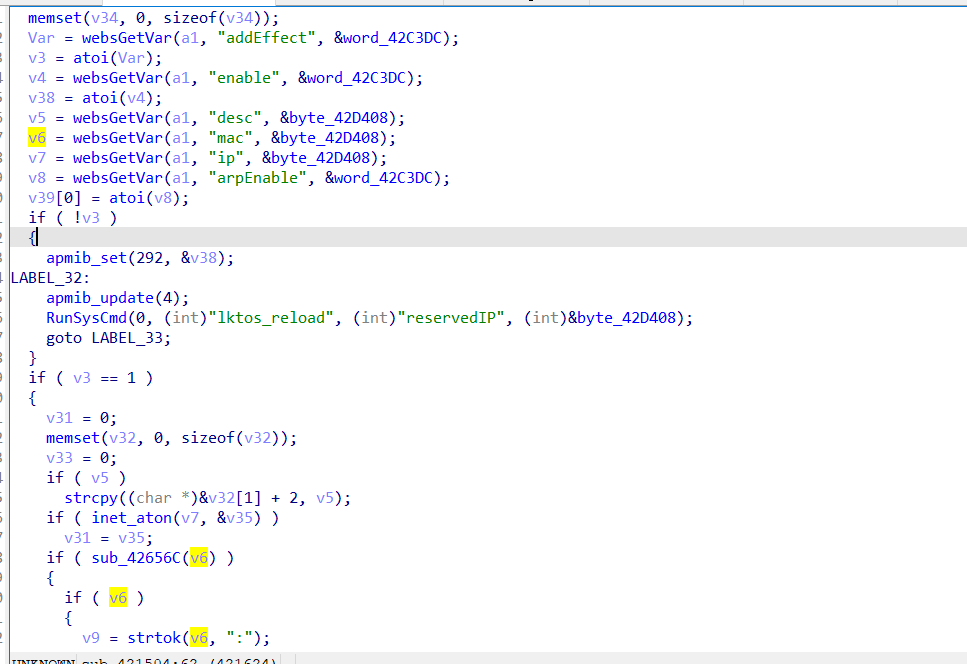 memset(v34, 0, sizeof(v34));
Var = websGetVar(a1, "addEffect", &word_42C3DC);
v3 = atoi(Var);
v4 = websGetVar(a1, "enable", &word_42C3DC);
v38 = atoi(v4);
v5 = websGetVar(a1, "desc", &byte_42D408);
v6 = websGetVar(a1, "mac", &byte_42D408);
v7 = websGetVar(a1, "ip", &byte_42D408);
v8 = websGetVar(a1, "arpEnable", &word_42C3DC);
v39[0] = atoi(v8);
if ( !v3 )
{
apmib_set(292, &v38);
LABEL_32:
apmib_update(4);
RunSysCmd(0, (int)"lktos_reload", (int)"reservedIP", (int)&byte_42D408);
goto LABEL_33;
}
if ( v3 == 1 )
{
v31 = 0;
memset(v32, 0, sizeof(v32));
v33 = 0;
if ( v5 )
strcpy((char *)&v32[1] + 2, v5);
if ( inet_aton(v7, &v35) )
v31 = v35;
if ( sub_42656C(v6) )
{
if ( v6 )
{
v9 = strtok(v6, ":");